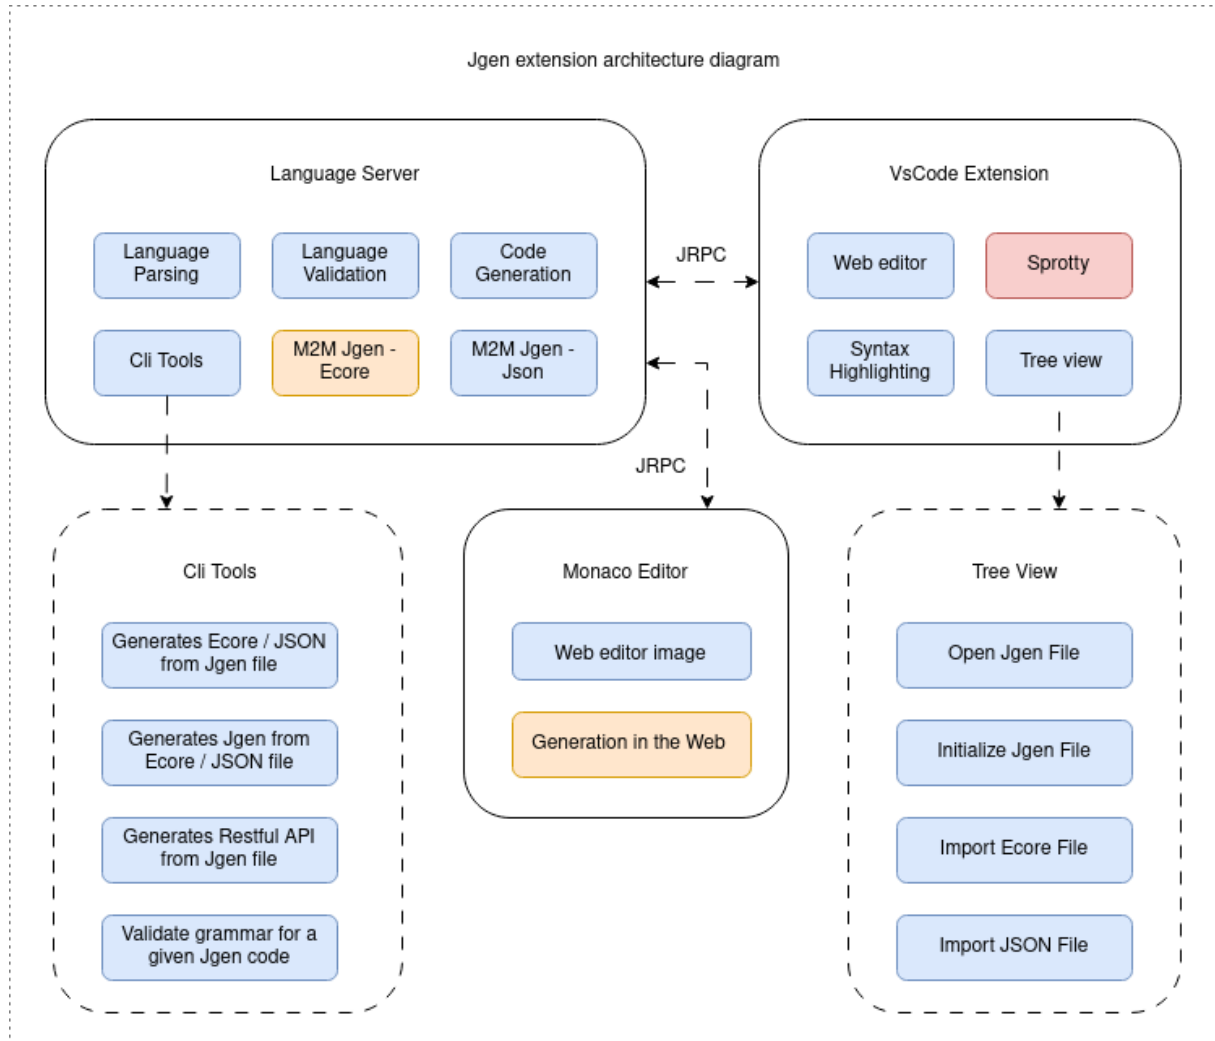 Jgen extension architecture diagram
Language Server
Language
Parsing
Language
Validation
Code
Generation
Cli Tools
M2M Jgen -
Ecore
M2M Jgen -
Json
JRPC
VsCode Extension
Web editor
Sprotty
Syntax
Highlighting
Tree view
JRPC
Cli Tools
Generates Ecore / JSON
from Jgen file
Generates Jgen from
Ecore / JSON file
Generates Restful API
from Jgen file
Validate grammar for a
given Jgen code
Monaco Editor
Web editor image
Generation in the Web
Tree View
Open Jgen File
Initialize Jgen File
Import Ecore File
Import JSON File